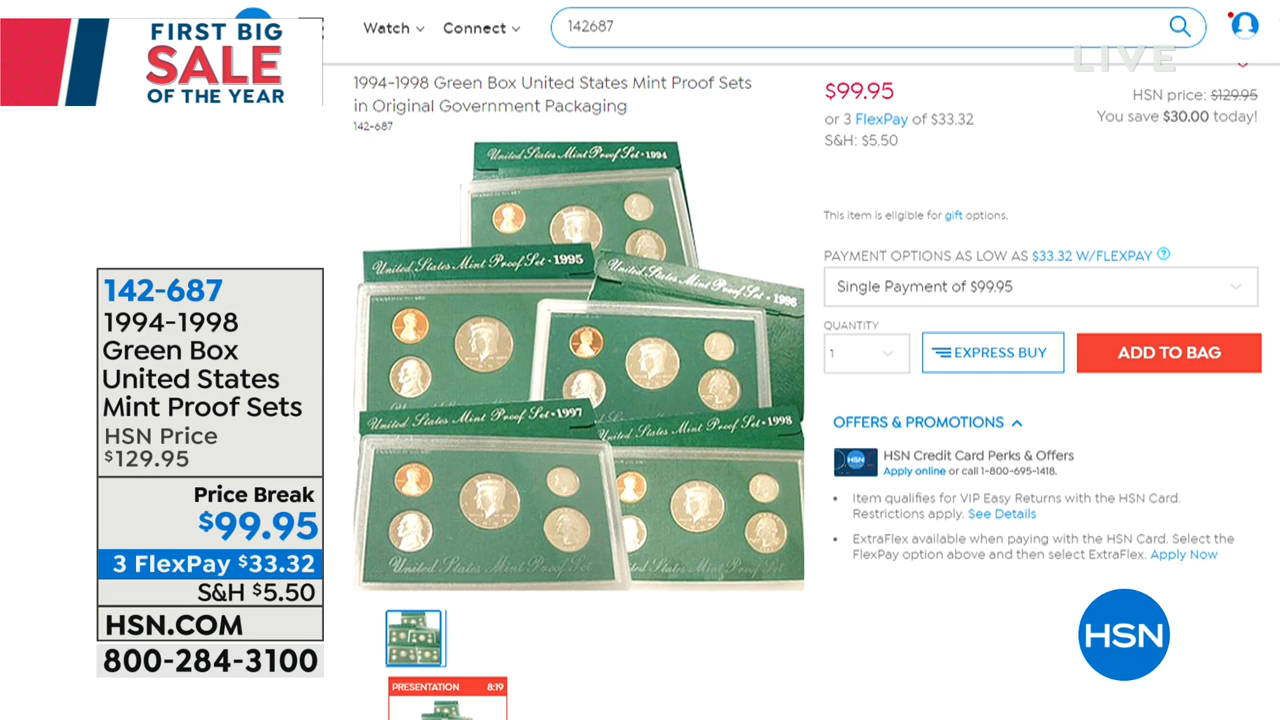 FIRST BIG
SALE
OF THE YEAR
Watch
Connect
142687
LIVE
1994-1998 Green Box United States Mint Proof Sets
in Original Government Packaging
142-687
United States Mint Proof Set • 1994
United States Mint Proof Set • 1995
United States Mint Proof Set • 1996
United States Mint Proof Set • 1997
United States Mint Proof Set • 1998
United States Mint Proof Set
United States Mint Proof Set
$99.95
or 3 FlexPay of $33.32
S&H: $5.50
HSN price: $129.95
You save $30.00 today!
This item is eligible for gift options.
PAYMENT OPTIONS AS LOW AS $33.32 W/FLEXPAY ?
Single Payment of $99.95
QUANTITY
1
EXPRESS BUY
ADD TO BAG
OFFERS & PROMOTIONS
HSN
HSN Credit Card Perks & Offers
Apply online or call 1-800-695-1418.
• Item qualifies for VIP Easy Returns with the HSN Card.
Restrictions apply. See Details
• ExtraFlex available when paying with the HSN Card. Select the
FlexPay option above and then select ExtraFlex. Apply Now
142-687
1994-1998
Green Box
United States
Mint Proof Sets
HSN Price
$129.95
Price Break
$99.95
3 FlexPay $33.32
S&H $5.50
HSN.COM
800-284-3100
PRESENTATION 8:19
HSN